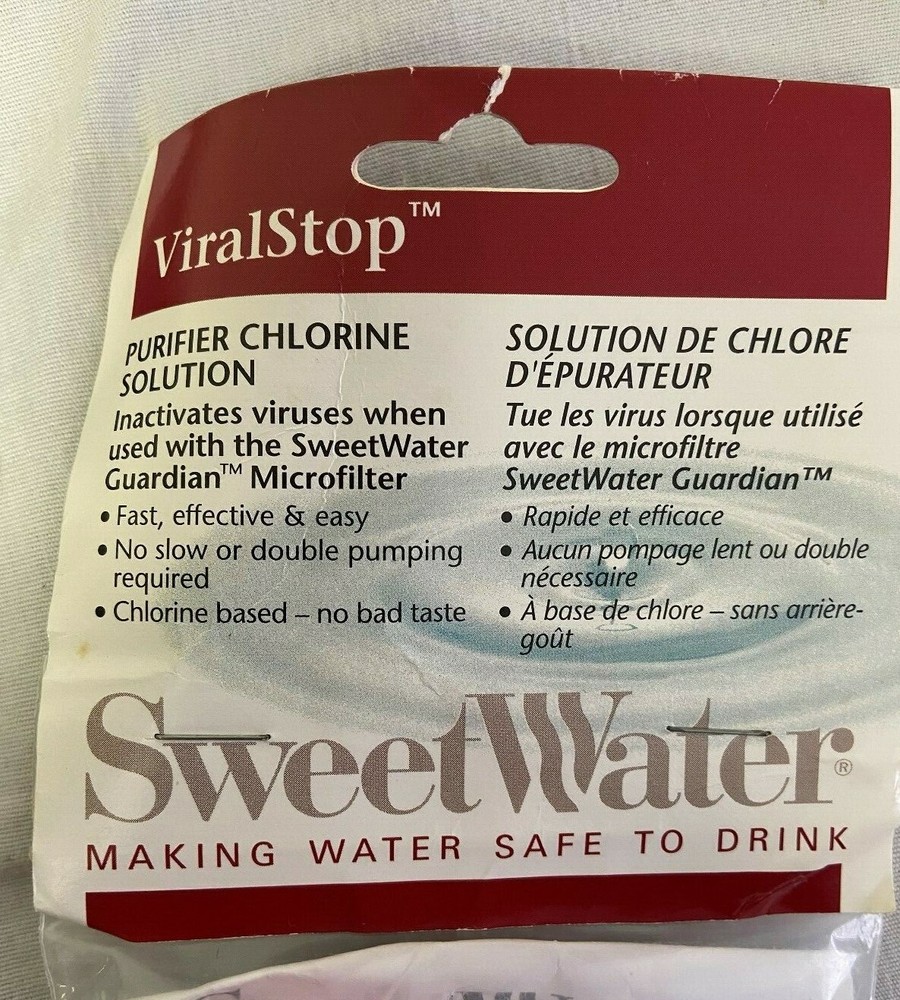 ViralStop™
PURIFIER CHLORINE
SOLUTION
Inactivates viruses when
used with the SweetWater
Guardian™ Microfilter
• Fast, effective & easy
• No slow or double pumping
required
• Chlorine based – no bad taste
SOLUTION DE CHLORE
D'ÉPURATEUR
Tue les virus lorsque utilisé
avec le microfiltre
SweetWater Guardian™
• Rapide et efficace
• Aucun pompage lent ou double
nécessaire
• À base de chlore – sans arrière-
goût
SweetWater®
MAKING WATER SAFE TO DRINK